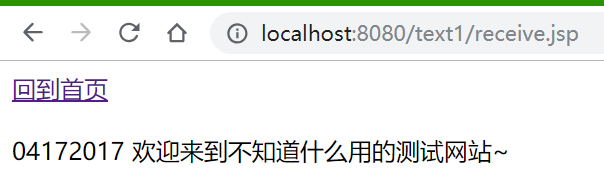 localhost:8080/text1/receive.jsp
回到首页
04172017 欢迎来到不知道什么用的测试网站~